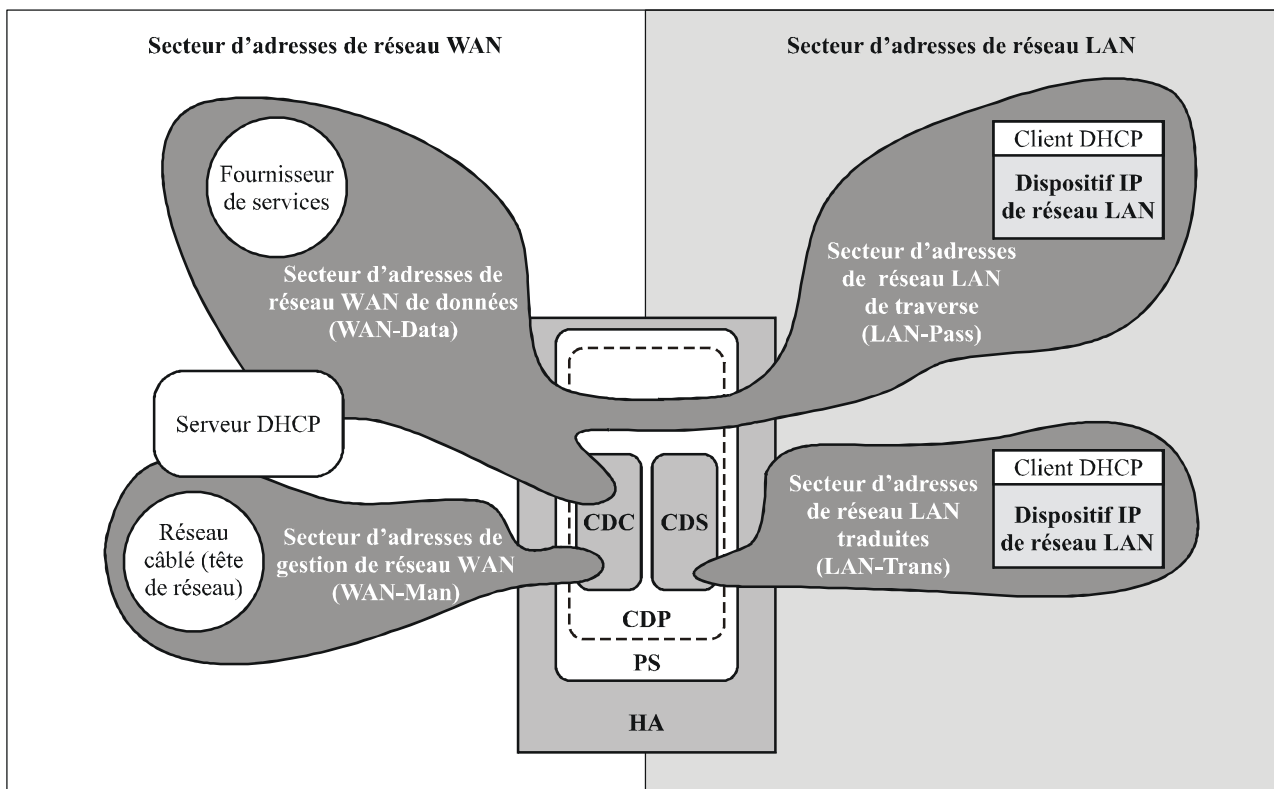 Secteur d'adresses de réseau WAN
Secteur d'adresses de réseau LAN
Fournisseur
de services
Secteur d'adresses de
réseau WAN de données
(WAN-Data)
Client DHCP
Dispositif IP
de réseau LAN
Secteur d'adresses
de réseau LAN
de traverse
(LAN-Pass)
Serveur DHCP
Réseau
câblé (tête
de réseau)
Secteur d'adresses de
gestion de réseau WAN
(WAN-Man)
CDC
CDS
CDP
PS
HA
Secteur d'adresses
de réseau LAN
traduites
(LAN-Trans)
Client DHCP
Dispositif IP
de réseau LAN